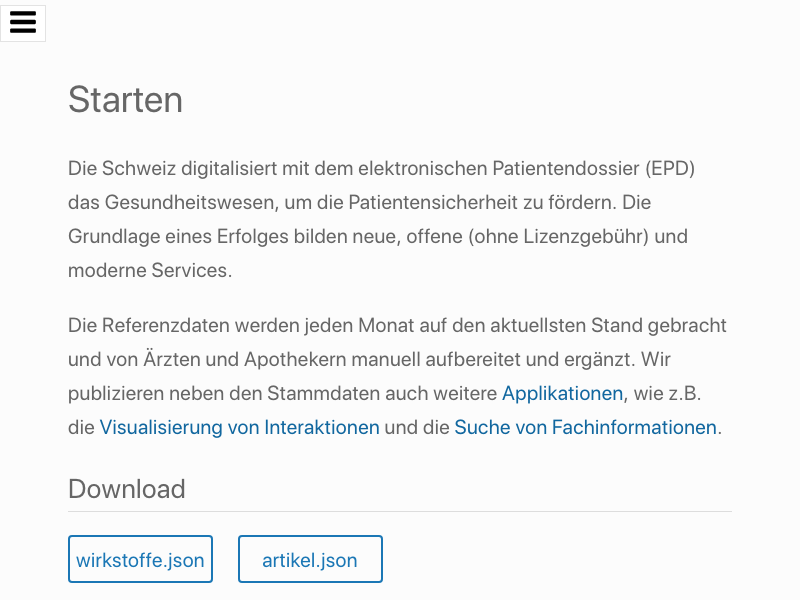 Starten
Die Schweiz digitalisiert mit dem elektronischen Patientendossier (EPD)
das Gesundheitswesen, um die Patientensicherheit zu fördern. Die
Grundlage eines Erfolges bilden neue, offene (ohne Lizenzgebühr) und
moderne Services.
Die Referenzdaten werden jeden Monat auf den aktuellsten Stand gebracht
und von Ärzten und Apothekern manuell aufbereitet und ergänzt. Wir
publizieren neben den Stammdaten auch weitere Applikationen, wie z.B.
die Visualisierung von Interaktionen und die Suche von Fachinformationen.
Download
wirkstoffe.json artikel.json